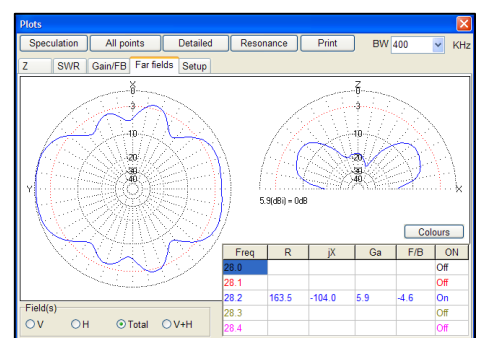 Plots
Speculation All points Detailed Resonance Print BW 400 KHz
Z SWR Gain/FB Far fields Setup
X
0
-3
-10
-20
-30
-40
Y
Z
0
-3
-10
-20
-30
-40
X
5.9(dBi) = 0dB
Colours
Freq R jX Ga F/B ON
28.0 Off
28.1 Off
28.2 163.5 -104.0 5.9 -4.6 On
28.3 Off
28.4 Off
Field(s)
V H Total V+H